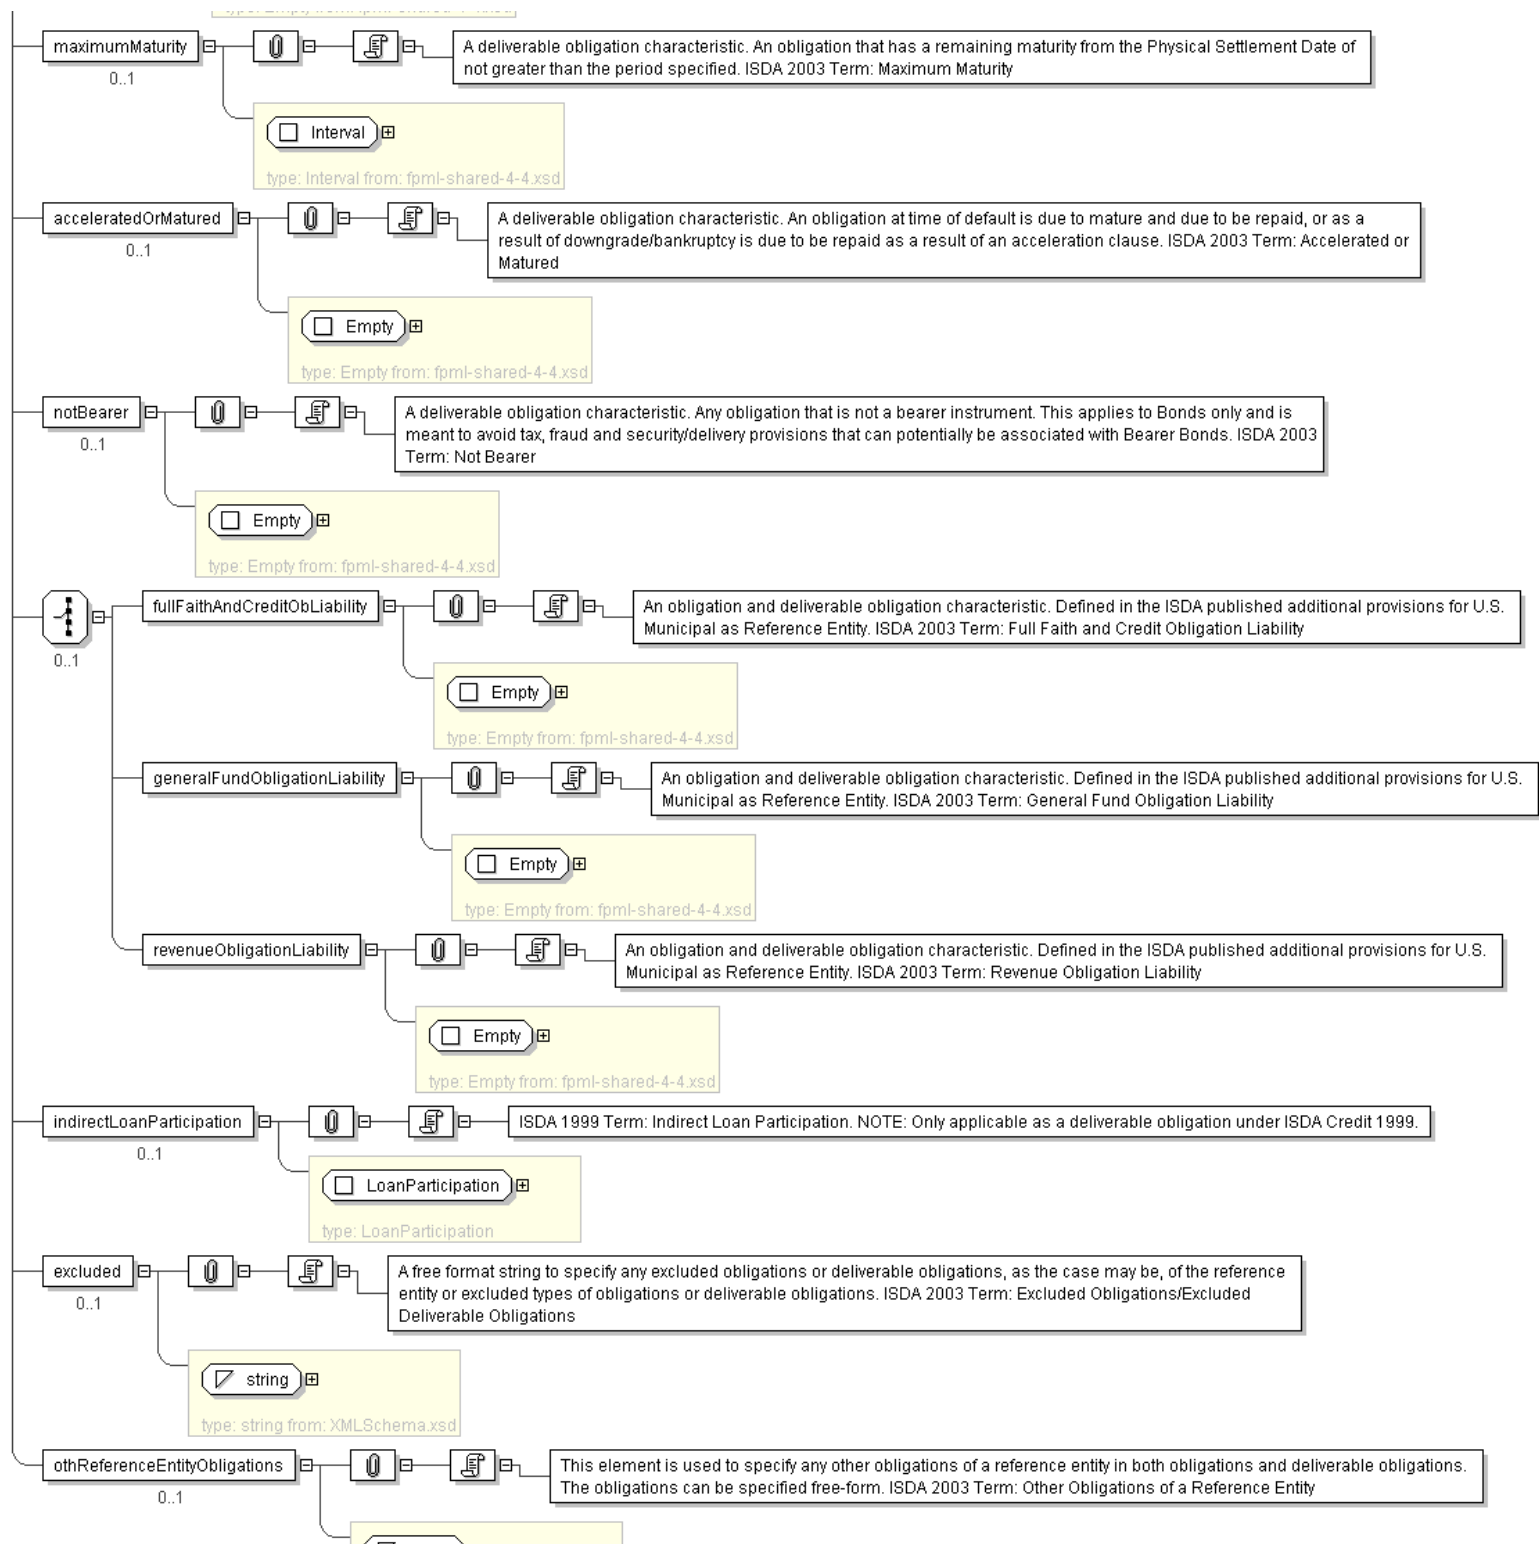 type: Empty from: fpml-shared-4-4.xsd
maximumMaturity
0..1
A deliverable obligation characteristic. An obligation that has a remaining maturity from the Physical Settlement Date of
not greater than the period specified. ISDA 2003 Term: Maximum Maturity
Interval
type: Interval from: fpml-shared-4-4.xsd
acceleratedOrMatured
0..1
A deliverable obligation characteristic. An obligation at time of default is due to mature and due to be repaid, or as a
result of downgrade/bankruptcy is due to be repaid as a result of an acceleration clause. ISDA 2003 Term: Accelerated or
Matured
Empty
type: Empty from: fpml-shared-4-4.xsd
notBearer
0..1
A deliverable obligation characteristic. Any obligation that is not a bearer instrument. This applies to Bonds only and is
meant to avoid tax, fraud and security/delivery provisions that can potentially be associated with Bearer Bonds. ISDA 2003
Term: Not Bearer
Empty
type: Empty from: fpml-shared-4-4.xsd
0..1
fullFaithAndCreditObLiability
An obligation and deliverable obligation characteristic. Defined in the ISDA published additional provisions for U.S.
Municipal as Reference Entity. ISDA 2003 Term: Full Faith and Credit Obligation Liability
Empty
type: Empty from: fpml-shared-4-4.xsd
generalFundObligationLiability
An obligation and deliverable obligation characteristic. Defined in the ISDA published additional provisions for U.S.
Municipal as Reference Entity. ISDA 2003 Term: General Fund Obligation Liability
Empty
type: Empty from: fpml-shared-4-4.xsd
revenueObligationLiability
An obligation and deliverable obligation characteristic. Defined in the ISDA published additional provisions for U.S.
Municipal as Reference Entity. ISDA 2003 Term: Revenue Obligation Liability
Empty
type: Empty from: fpml-shared-4-4.xsd
indirectLoanParticipation
0..1
ISDA 1999 Term: Indirect Loan Participation. NOTE: Only applicable as a deliverable obligation under ISDA Credit 1999.
LoanParticipation
type: LoanParticipation
excluded
0..1
A free format string to specify any excluded obligations or deliverable obligations, as the case may be, of the reference
entity or excluded types of obligations or deliverable obligations. ISDA 2003 Term: Excluded Obligations/Excluded
Deliverable Obligations
string
type: string from: XMLSchema.xsd
othReferenceEntityObligations
0..1
This element is used to specify any other obligations of a reference entity in both obligations and deliverable obligations.
The obligations can be specified free-form. ISDA 2003 Term: Other Obligations of a Reference Entity